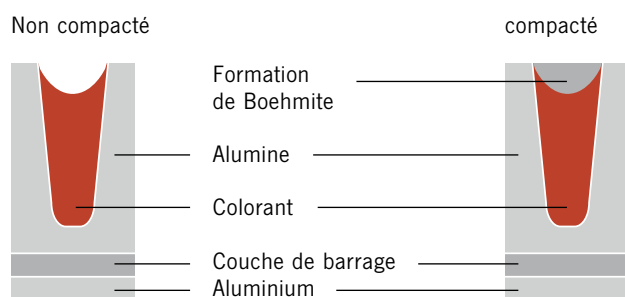 Non compacté
compacté
Formation
de Boehmite
Alumine
Colorant
Couche de barrage
Aluminium